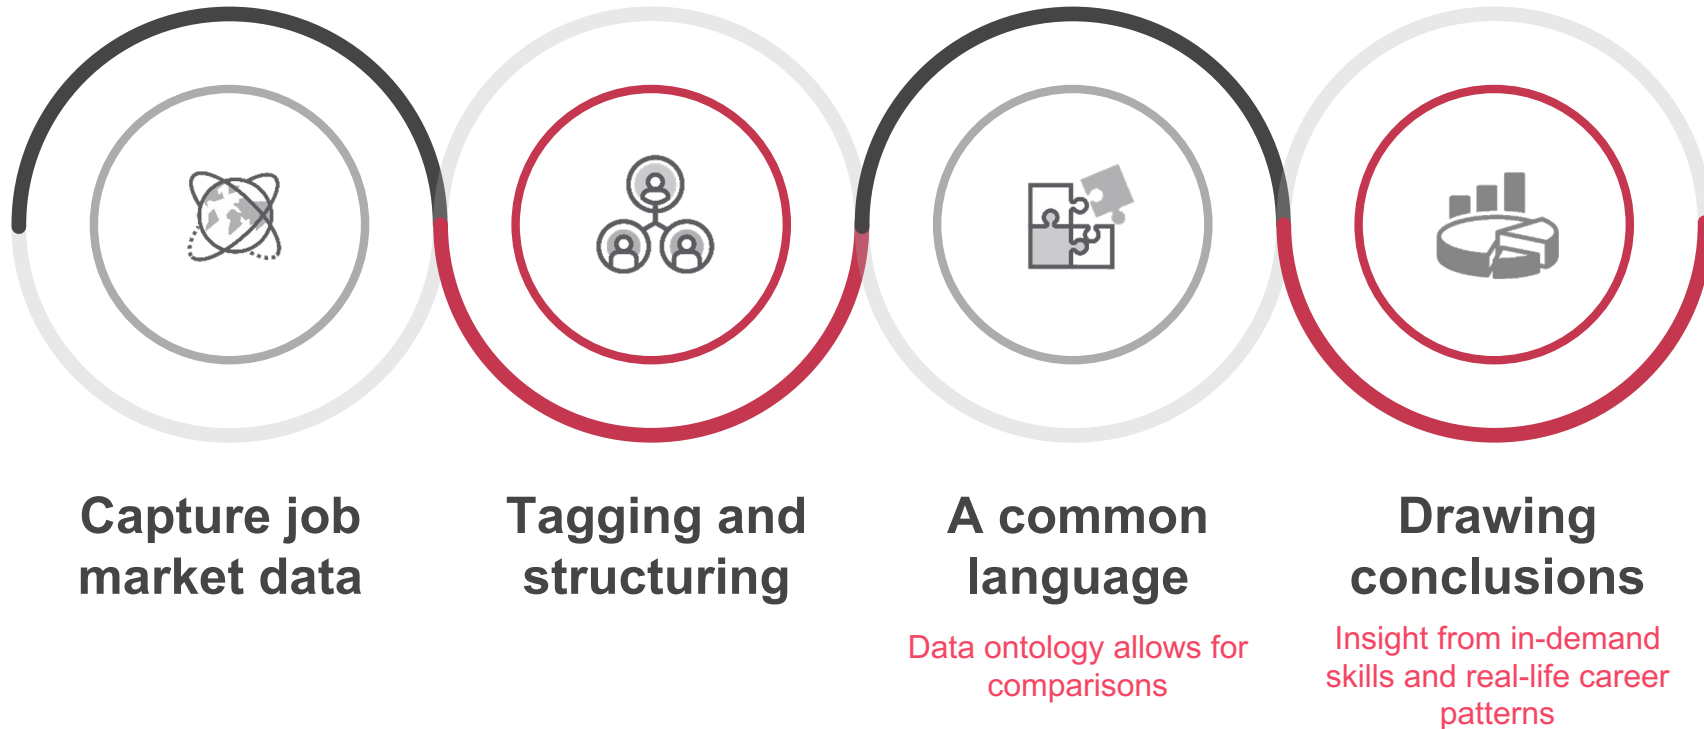 Capture job
market data
Tagging and
structuring
A common
language
Data ontology allows for
comparisons
Drawing
conclusions
Insight from in-demand
skills and real-life career
patterns